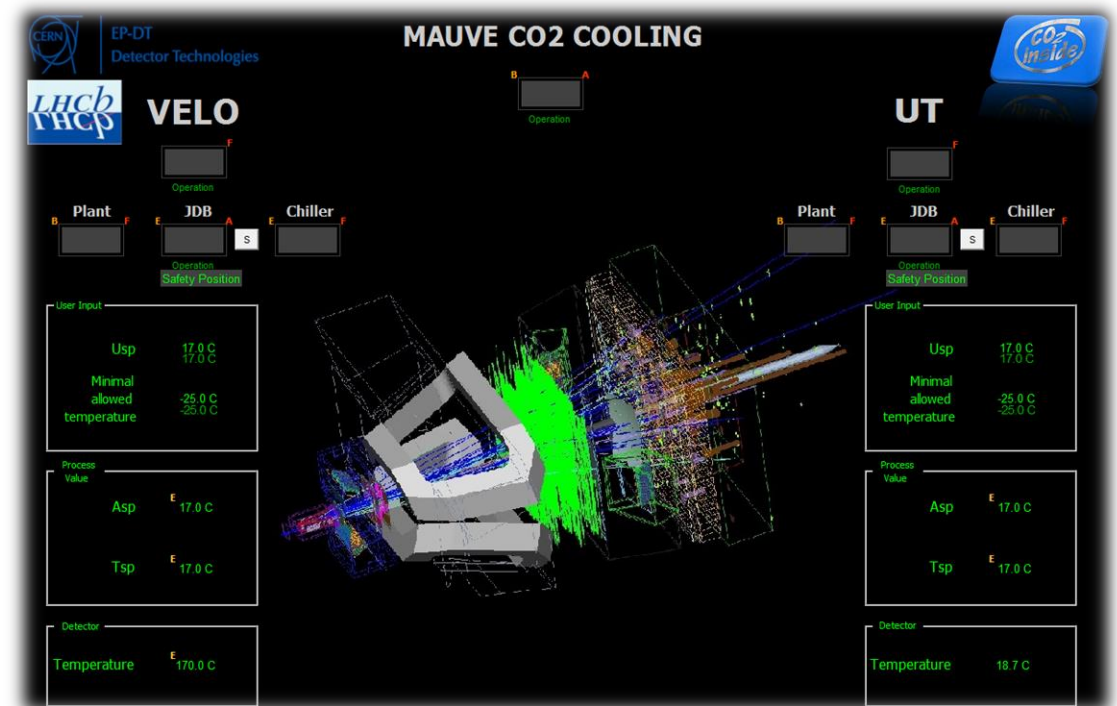 CERN
EP-DT
Detector Technologies
MAUVE CO2 COOLING
CO2
inside
LHCb
VELO
B A
Operation
UT
F
Operation
F
Operation
Plant JDB Chiller
B F E A S E F
Operation
Safety Position
Plant JDB Chiller
B F E A S E F
Operation
Safety Position
User Input
Usp 17.0 C
17.0 C
Minimal
allowed -25.0 C
temperature -25.0 C
Process
Value
Asp E 17.0 C
Tsp E 17.0 C
Detector
Temperature E 170.0 C
User Input
Usp 17.0 C
17.0 C
Minimal
allowed -25.0 C
temperature -25.0 C
Process
Value
Asp E 17.0 C
Tsp E 17.0 C
Detector
Temperature 18.7 C